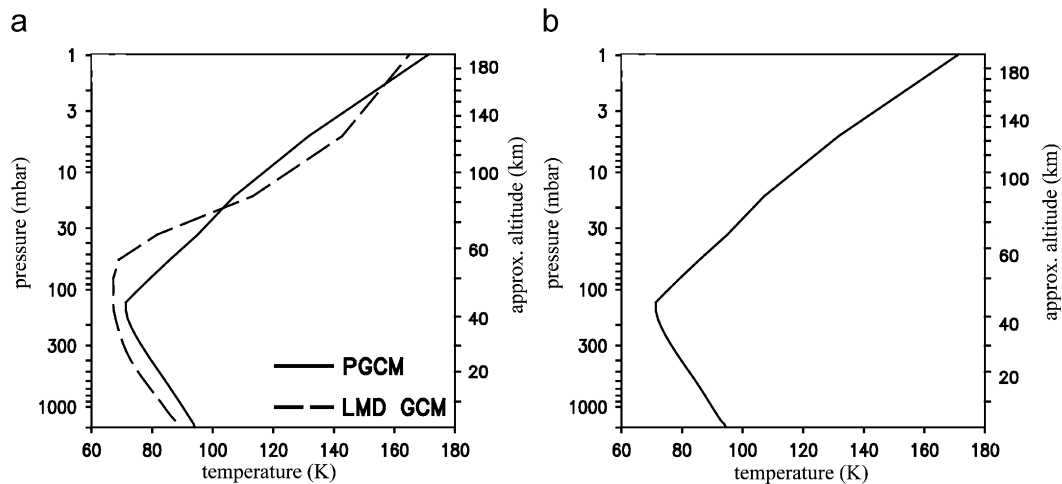 a
1
3
10
30
100
300
1000
pressure (mbar)
180
140
100
60
40
20
approx. altitude (km)
PGCM
LMD GCM
60 80 100 120 140 160 180
temperature (K)
b
1
3
10
30
100
300
1000
pressure (mbar)
180
140
100
60
40
20
approx. altitude (km)
60 80 100 120 140 160 180
temperature (K)